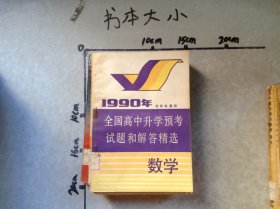 书本大小
10cm
15cm
20cm
1990年
全国高中升学预考
试题和解答精选
数学
10cm
15cm
20cm